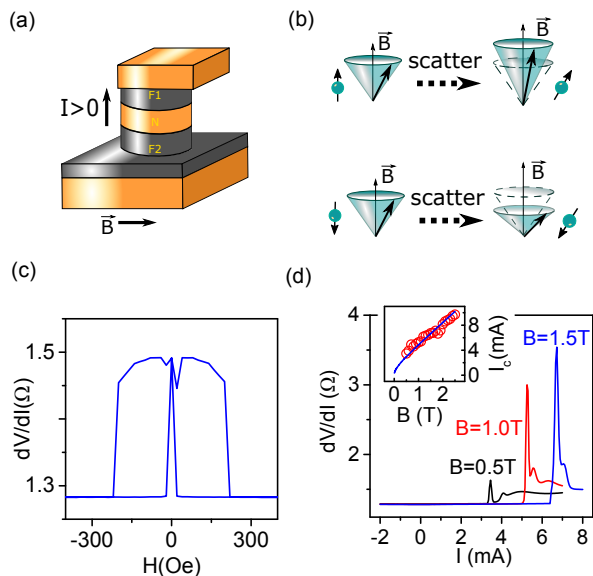 (a)
F1
I>0
N
F2
B
(b)
B
scatter
B
B
scatter
B
(c)
dV/dI(Ω)
1.5
1.3
-300
0
300
H(Oe)
(d)
dV/dI (Ω)
4
3
2
-2
0
2
4
6
8
I (mA)
B=1.5T
B=1.0T
B=0.5T
0
1
2
B (T)
8
4
0
I_c(mA)